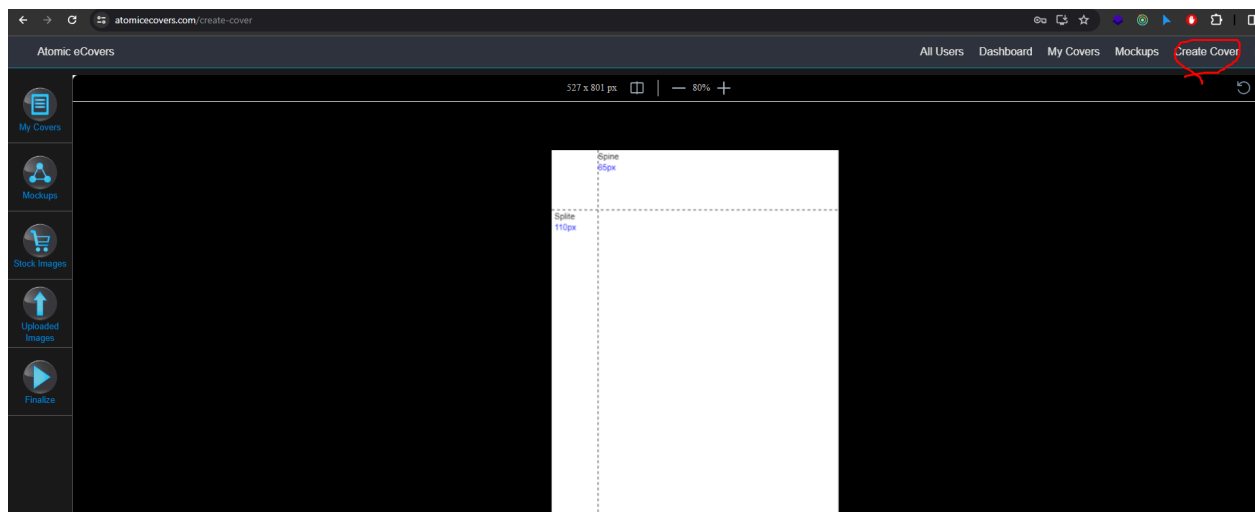 atomicecovers.com/create-cover
Atomic eCovers
All Users Dashboard My Covers Mockups Create Cover
527 x 801 px 80%
My Covers
Mockups
Stock Images
Uploaded
Images
Finalize
Spine
65px
Splite
110px